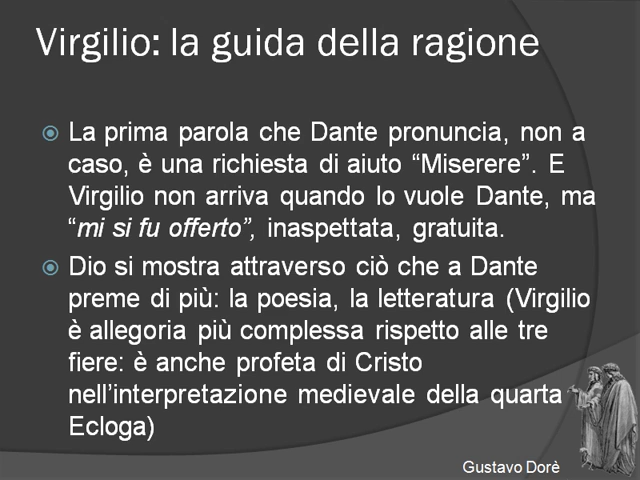 Virgilio: la guida della ragione
La prima parola che Dante pronuncia, non a
caso, è una richiesta di aiuto “Miserere”. E
Virgilio non arriva quando lo vuole Dante, ma
“mi si fu offerto”, inaspettata, gratuita.
Dio si mostra attraverso ciò che a Dante
preme di più: la poesia, la letteratura (Virgilio
è allegoria più complessa rispetto alle tre
fiere: è anche profeta di Cristo
nell’interpretazione medievale della quarta
Ecloga)
Gustavo Dorè